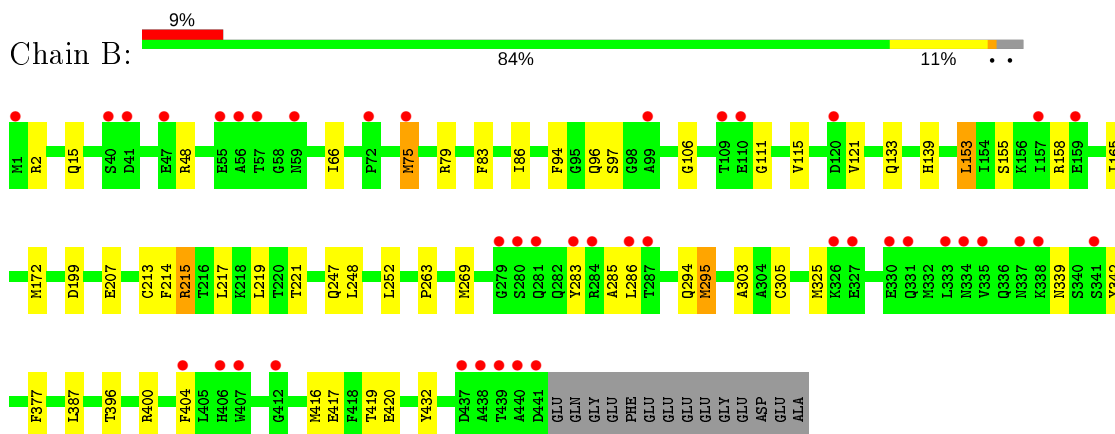 9%
Chain B:
84% 11% • •
M1 R2 Q15 S40 D41 E47 R48 E55 A56 T57 G58 N59 I66 P72 M75 R79 F83 I86 F94 G95 Q96 S97 G98 A99 G106 T109 E110 G111 V115 D120 V121 Q133 H139 L153 I154 S155 K156 I157 R158 E159 I165
M172 D199 E207 C213 F214 R215 T216 L217 K218 L219 T220 T221 Q247 L248 L252 P263 M269 G279 S280 Q281 Q282 Y283 R284 A285 L286 T287 Q294 M295 A303 A304 C305 M325 K326 E327 E330 Q331 M332 L333 N334 V335 Q336 N337 K338 N339 S340 S341 Y342
F377 L387 T396 R400 F404 L405 H406 W407 G412 M416 E417 F418 T419 E420 Y432 D437 A438 T439 A440 D441 GLU GLN GLY GLU PHE GLU GLU GLU GLU GLY GLU ASP GLU ALA